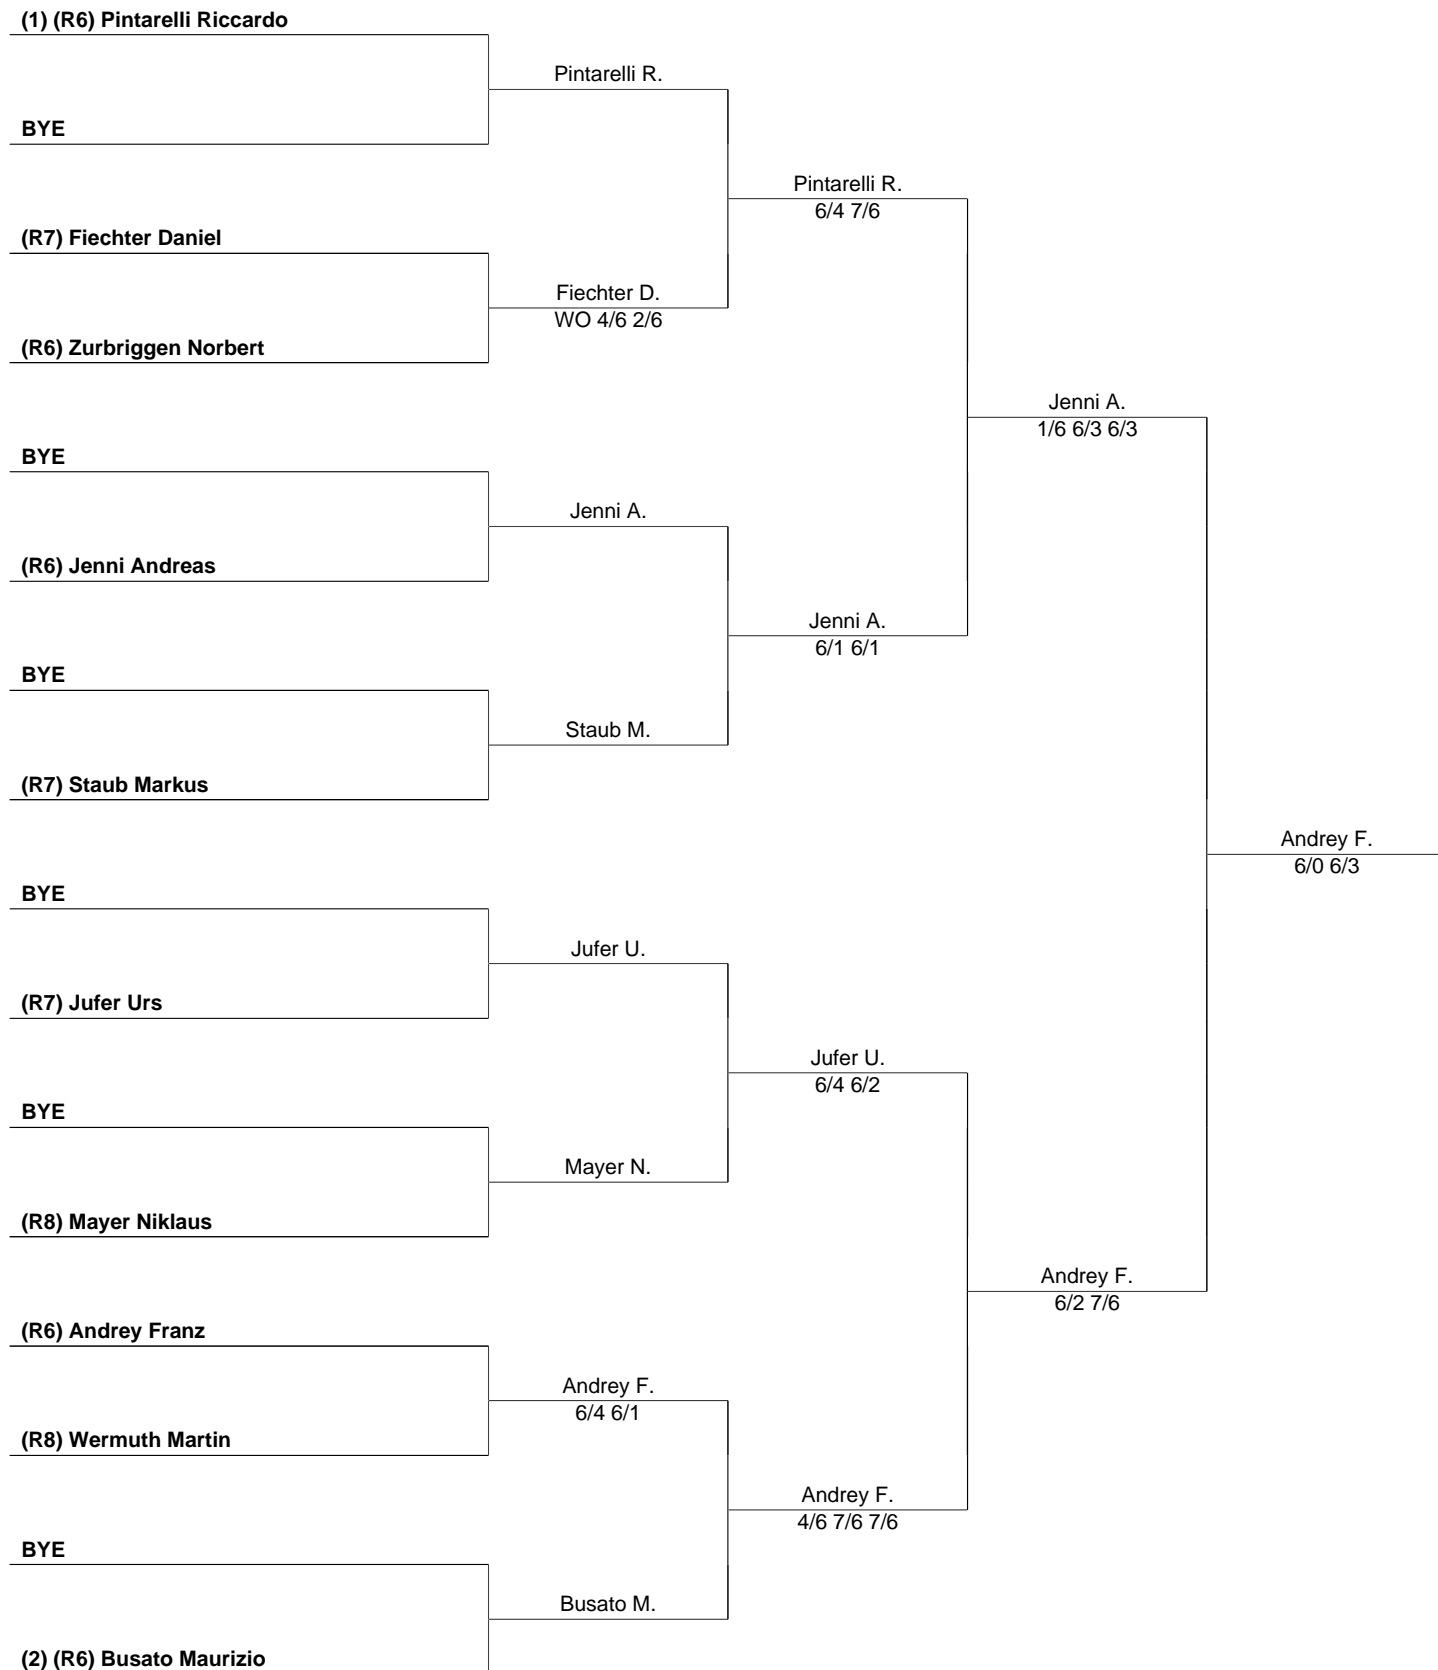 (1) (R6) Pintarelli Riccardo
Pintarelli R.
BYE
Pintarelli R.
6/4 7/6
(R7) Fiechter Daniel
Fiechter D.
WO 4/6 2/6
(R6) Zurbriggen Norbert
Jenni A.
1/6 6/3 6/3
BYE
Jenni A.
(R6) Jenni Andreas
Jenni A.
6/1 6/1
BYE
Staub M.
(R7) Staub Markus
Andrey F.
6/0 6/3
BYE
Jufer U.
(R7) Jufer Urs
Jufer U.
6/4 6/2
BYE
Mayer N.
(R8) Mayer Niklaus
Andrey F.
6/2 7/6
(R6) Andrey Franz
Andrey F.
6/4 6/1
(R8) Wermuth Martin
Andrey F.
4/6 7/6 7/6
BYE
Busato M.
(2) (R6) Busato Maurizio